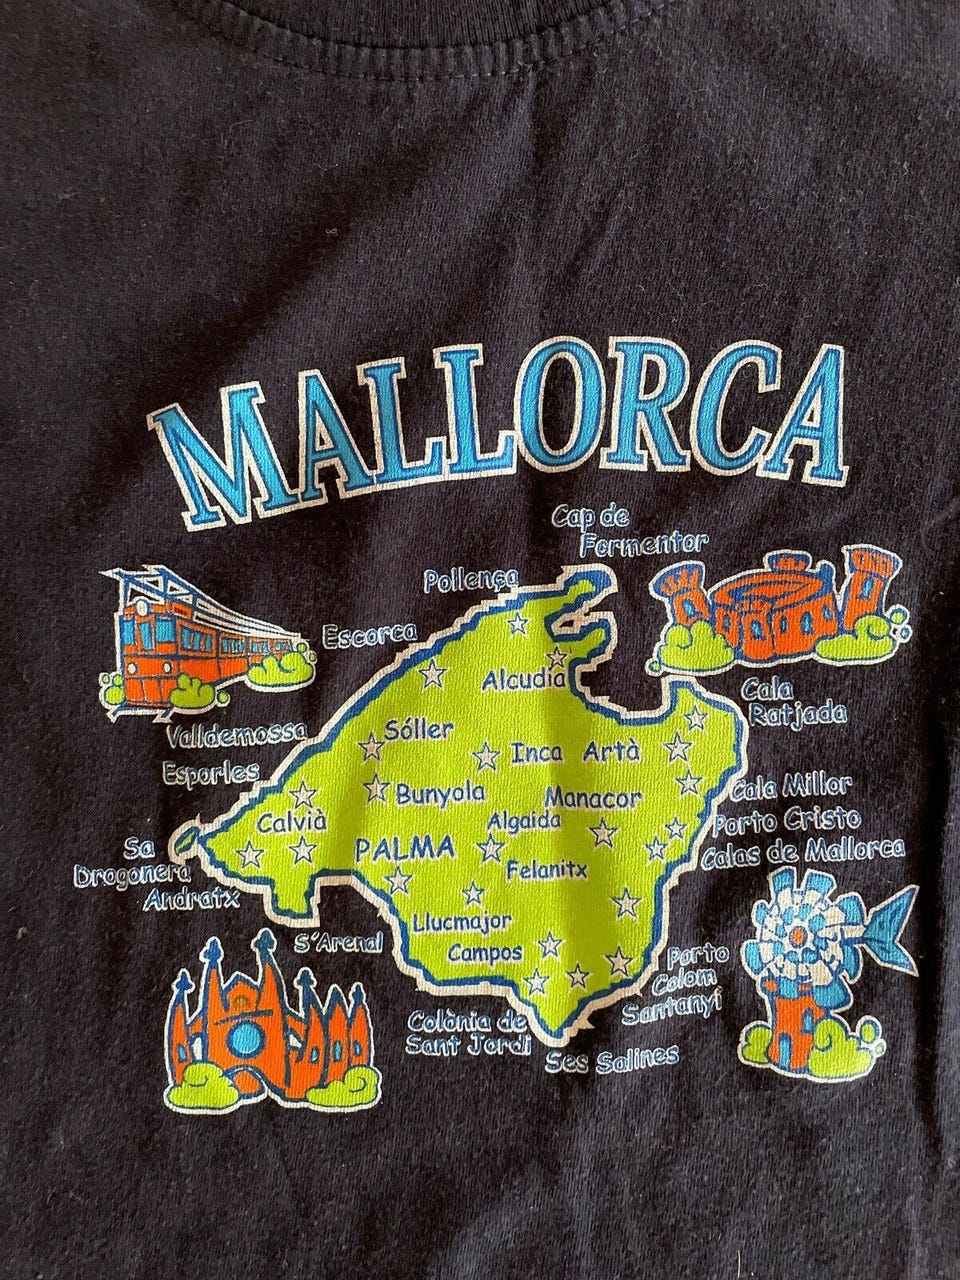 MALLORCA
Cap de
Formentor
Pollença
Escorca
Alcudia
Cala
Ratjada
Valldemossa
Sóller
Inca
Artà
Esporles
Bunyola
Manacor
Cala Millor
Calvià
Algaida
Porto Cristo
Sa
Drogonera
PALMA
Calas de Mallorca
Felanitx
Andratx
Llucmajor
S'Arenal
Campos
Porto
Colom
Santanyi
Colònia de
Sant Jordi
Ses Salines